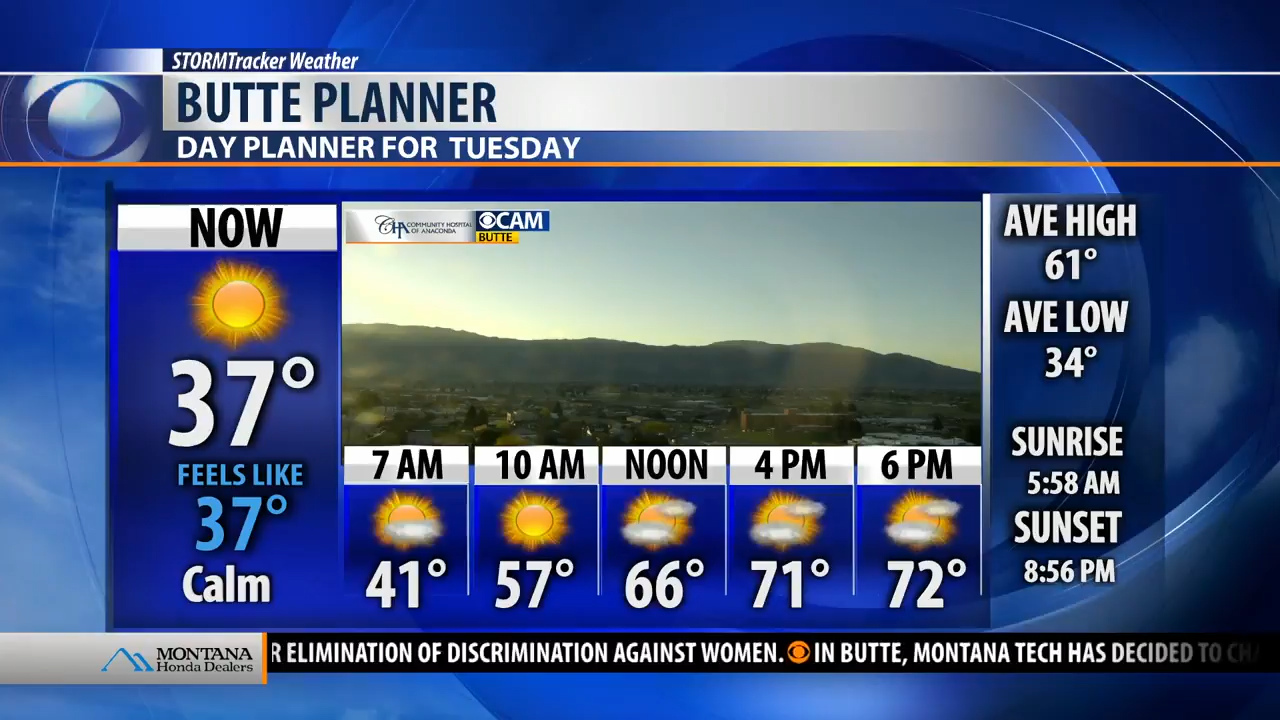 STORMTracker Weather
BUTTE PLANNER
DAY PLANNER FOR TUESDAY
NOW
37°
FEELS LIKE
37°
Calm
CHA COMMUNITY HOSPITAL
OF ANACONDA
CAM
BUTTE
7 AM 10 AM NOON 4 PM 6 PM
41° 57° 66° 71° 72°
AVE HIGH
61°
AVE LOW
34°
SUNRISE
5:58 AM
SUNSET
8:56 PM
MONTANA
Honda Dealers
R ELIMINATION OF DISCRIMINATION AGAINST WOMEN. IN BUTTE, MONTANA TECH HAS DECIDED TO CHA